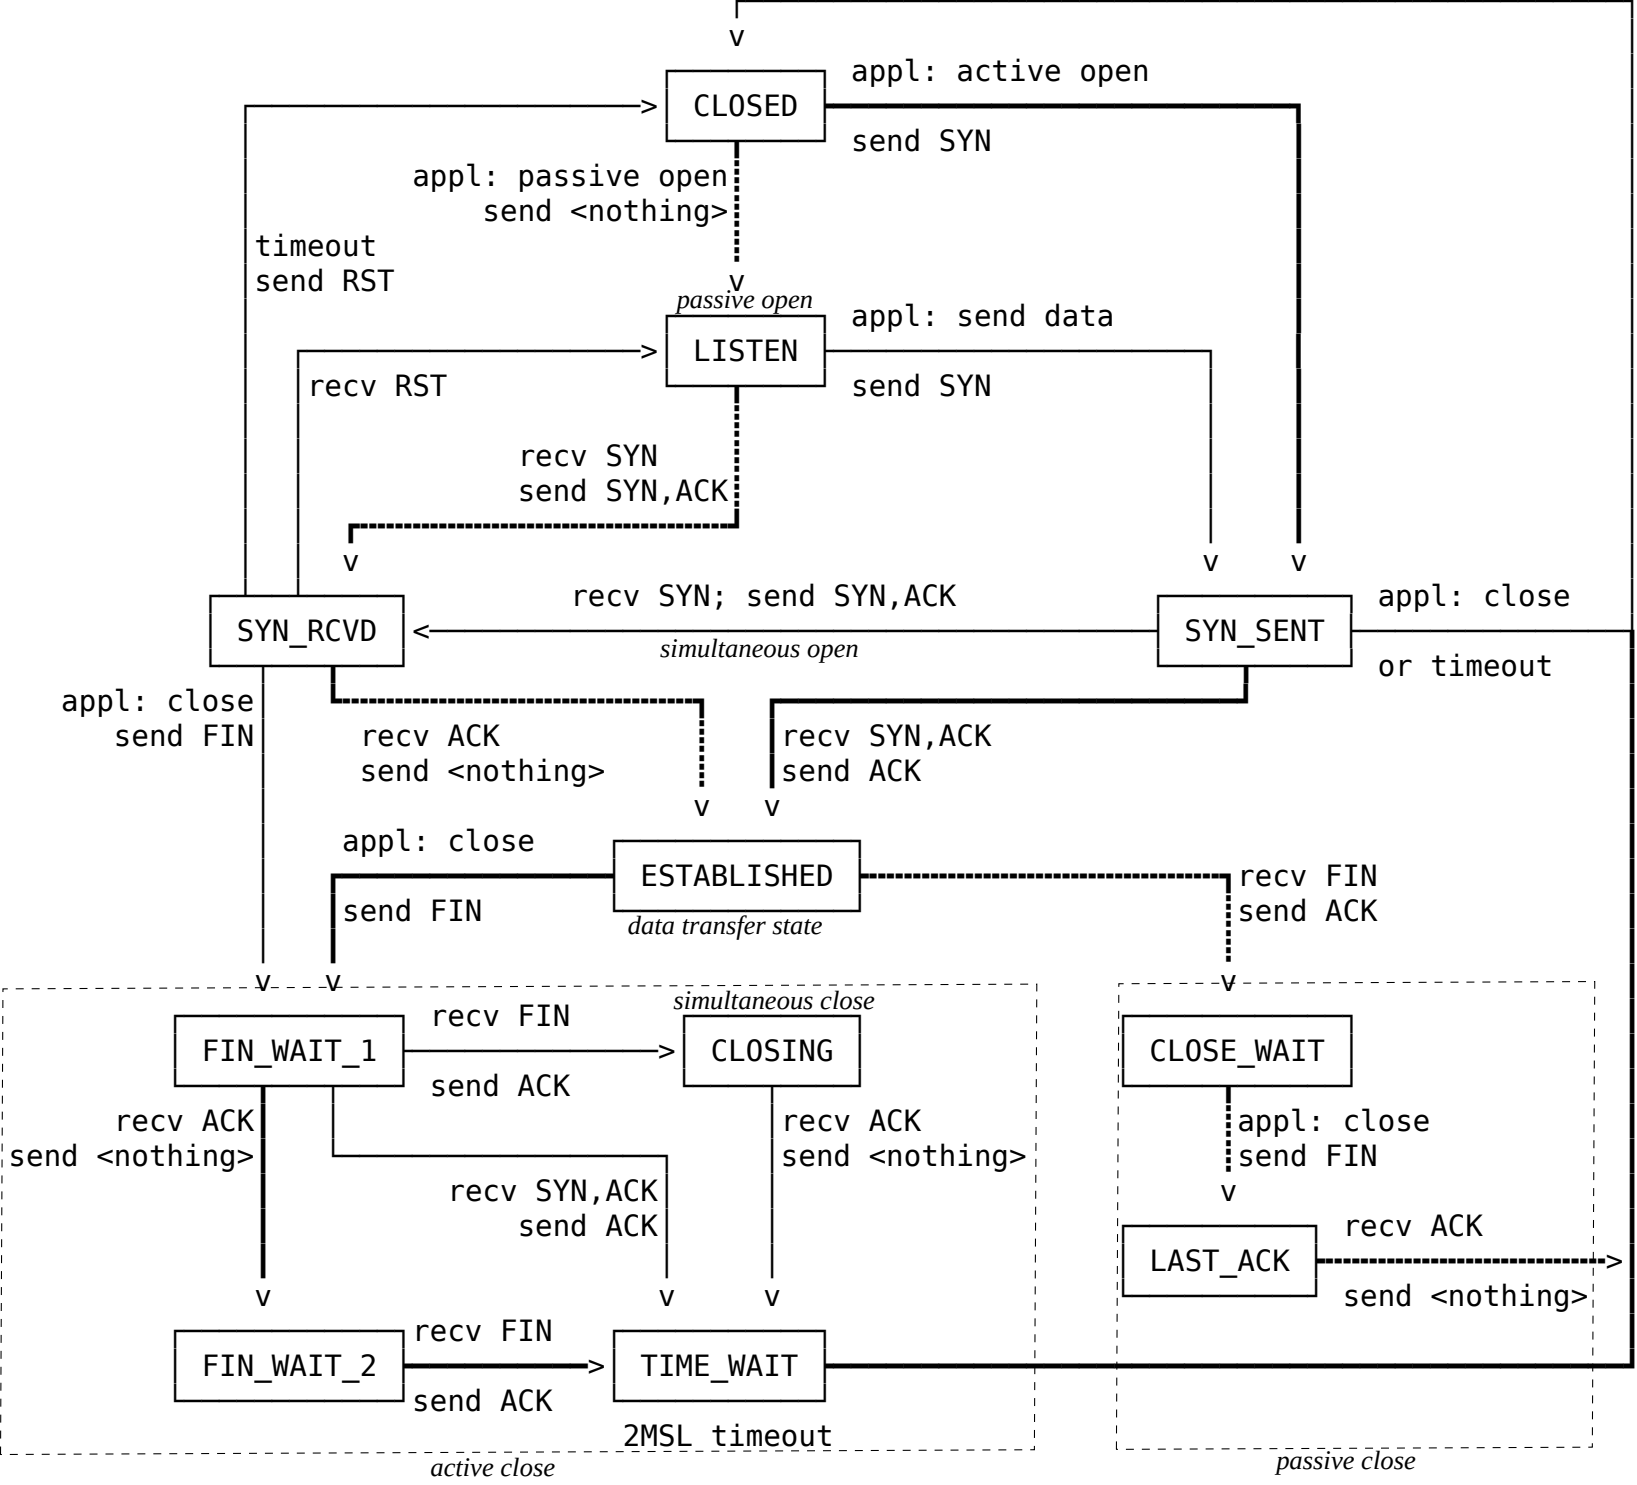 v
appl: active open
CLOSED
>
send SYN
appl: passive open
send <nothing>
timeout
send RST
v
passive open
appl: send data
LISTEN
>
recv RST
send SYN
recv SYN
send SYN,ACK
v
v
v
recv SYN; send SYN,ACK
appl: close
SYN_RCVD
<
SYN_SENT
simultaneous open
or timeout
appl: close
send FIN
recv ACK
send <nothing>
recv SYN,ACK
send ACK
v
v
appl: close
ESTABLISHED
recv FIN
send FIN
send ACK
data transfer state
v
v
v
simultaneous close
recv FIN
FIN_WAIT_1
>
CLOSING
CLOSE_WAIT
send ACK
recv ACK
send <nothing>
recv ACK
send <nothing>
appl: close
send FIN
recv SYN,ACK
send ACK
v
recv ACK
LAST_ACK
>
send <nothing>
v
v
v
recv FIN
FIN_WAIT_2
>
TIME_WAIT
send ACK
2MSL timeout
active close
passive close